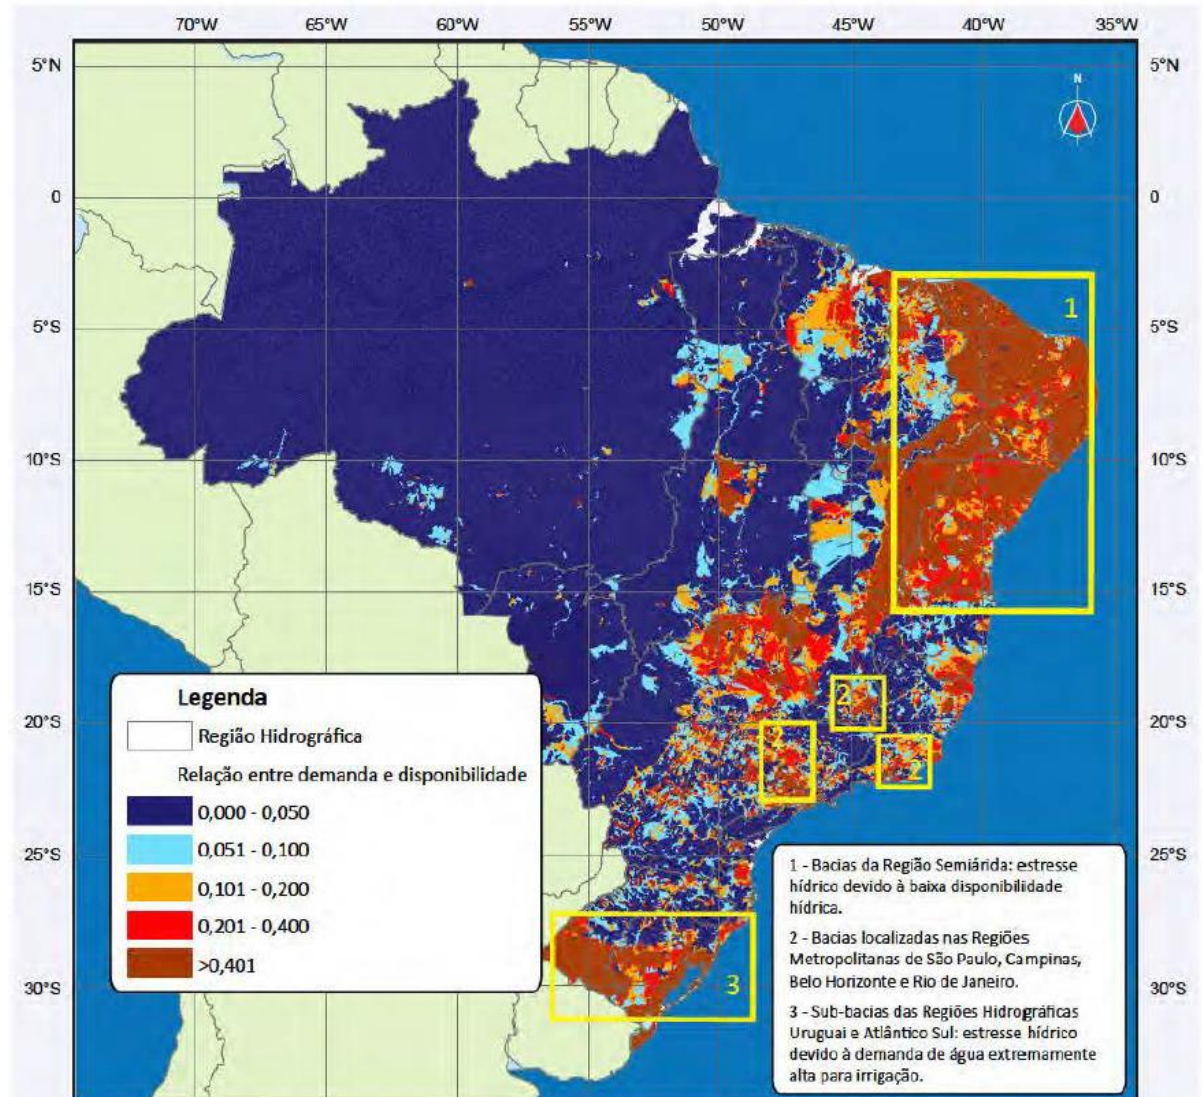 70°W 65°W 60°W 55°W 50°W 45°W 40°W 35°W
5°N 5°N
N
0 0
1
5°S 5°S
10°S 10°S
15°S 15°S
Legenda
Região Hidrográfica
Relação entre demanda e disponibilidade
0,000 - 0,050
0,051 - 0,100
0,101 - 0,200
0,201 - 0,400
>0,401
2
20°S 20°S
2
2
25°S 25°S
3
30°S 30°S
1 - Bacias da Região Semiárida: estresse
hídrico devido à baixa disponibilidade
hídrica.
2 - Bacias localizadas nas Regiões
Metropolitanas de São Paulo, Campinas,
Belo Horizonte e Rio de Janeiro.
3 - Sub-bacias das Regiões Hidrográficas
Uruguai e Atlântico Sul: estresse hídrico
devido à demanda de água extremamente
alta para irrigação.